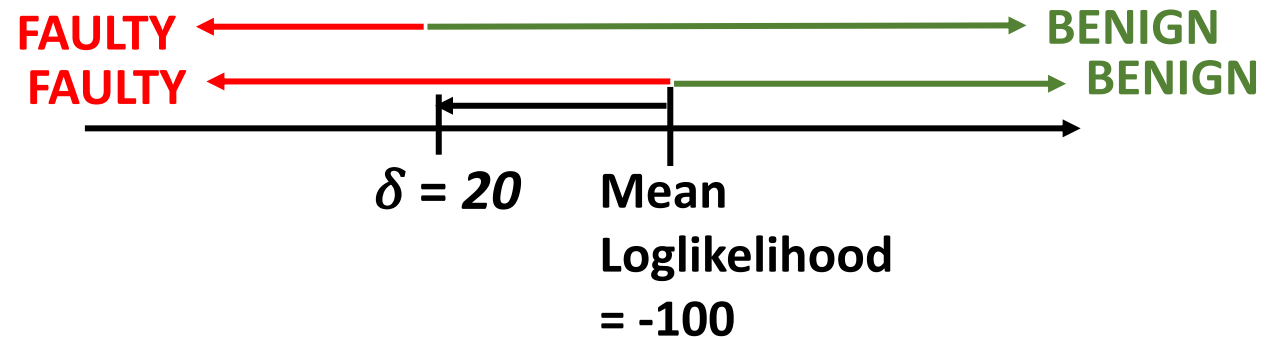 FAULTY BENIGN
FAULTY BENIGN
δ = 20
Mean
Loglikelihood
= -100